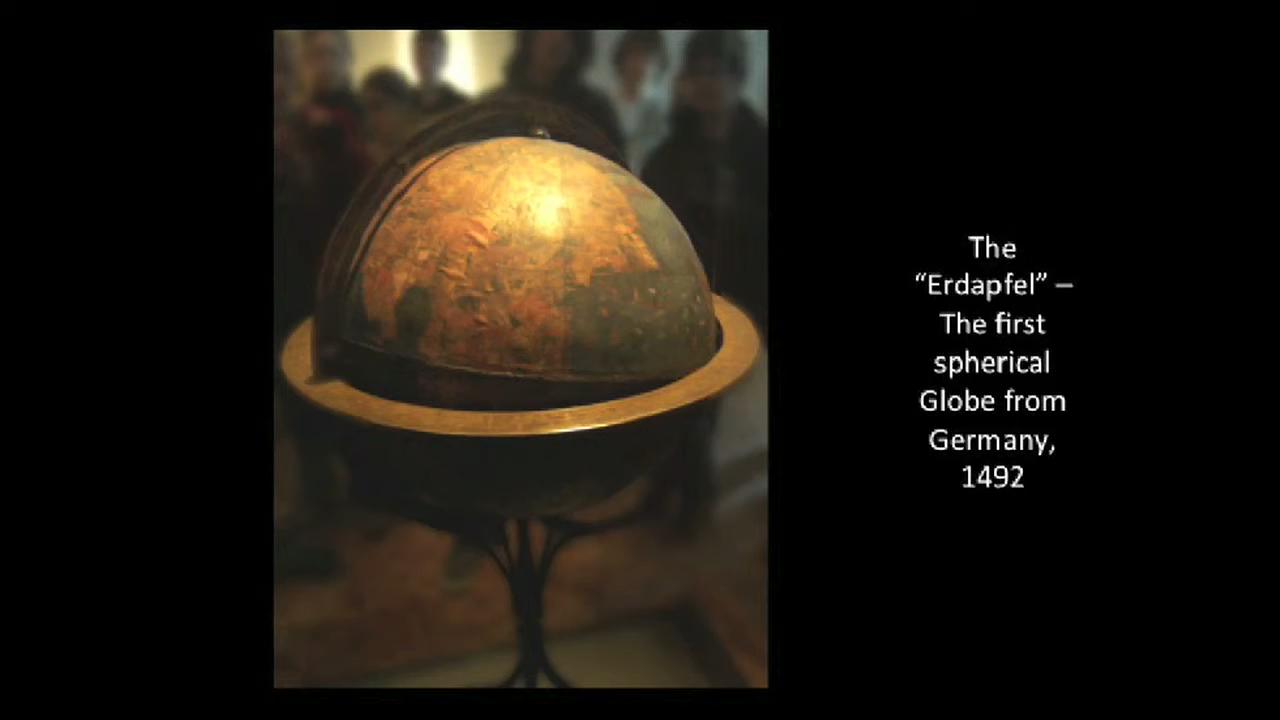 The
“Erdapfel” –
The first
spherical
Globe from
Germany,
1492